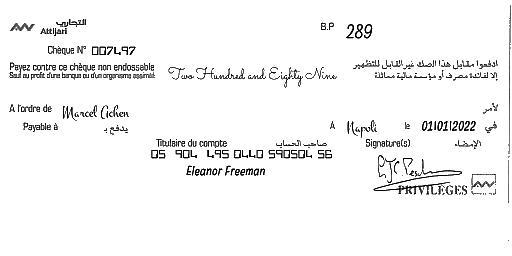 التجاري
Attijari
B.P 289
Chèque N° 007497
Payez contre ce chèque non endossable
Sauf au profit d'une banque ou d'un organisme assimilé
Two Hundred and Eighty Nine
ادفعوا مقابل هذا الصك غير القابل للتظهير
إلا لفائدة مصرف أو مؤسسة مالية مماثلة
A l'ordre de Marcel Cichen لأمر
Payable à يدفع بـ A Napoli le 01/01/2022 في
Titulaire du compte صاحب الحساب Signature(s) الإمضاء
05 904 495 0440 590504 56
Eleanor Freeman
PRIVILEGES